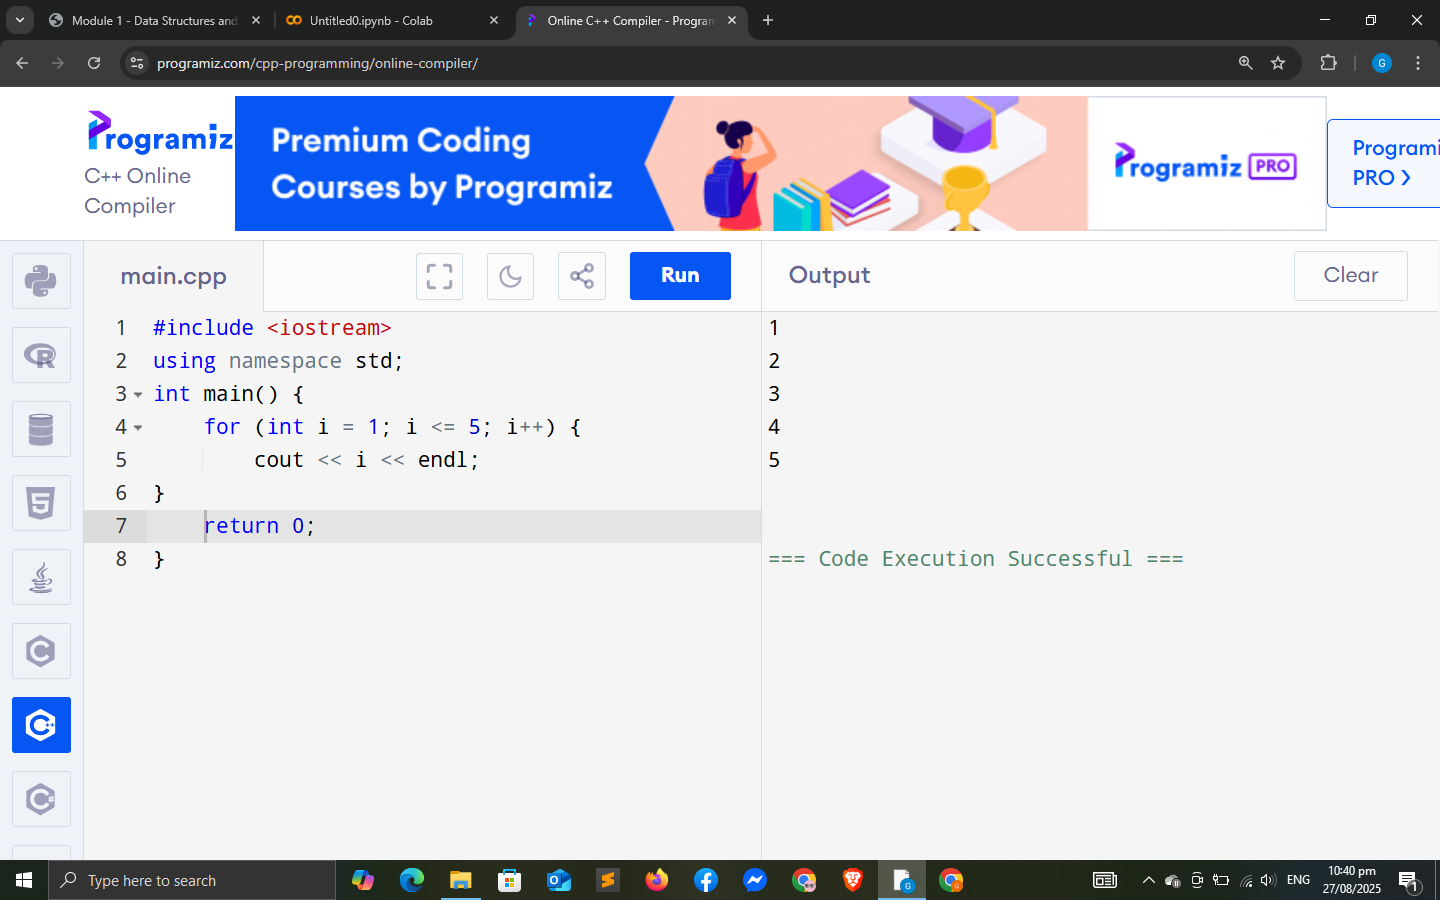 Module 1 - Data Structures and
Untitled0.ipynb - Colab
Online C++ Compiler - Program
programiz.com/cpp-programming/online-compiler/
G
Programiz
C++ Online
Compiler
Premium Coding
Courses by Programiz
Programiz PRO
Programi
PRO ❯
main.cpp
Run
Output
Clear
1 #include <iostream>
2 using namespace std;
3 int main() {
4 for (int i = 1; i <= 5; i++) {
5 cout << i << endl;
6 }
7 return 0;
8 }
1
2
3
4
5
=== Code Execution Successful ===
Type here to search
ENG
10:40 pm
27/08/2025
1